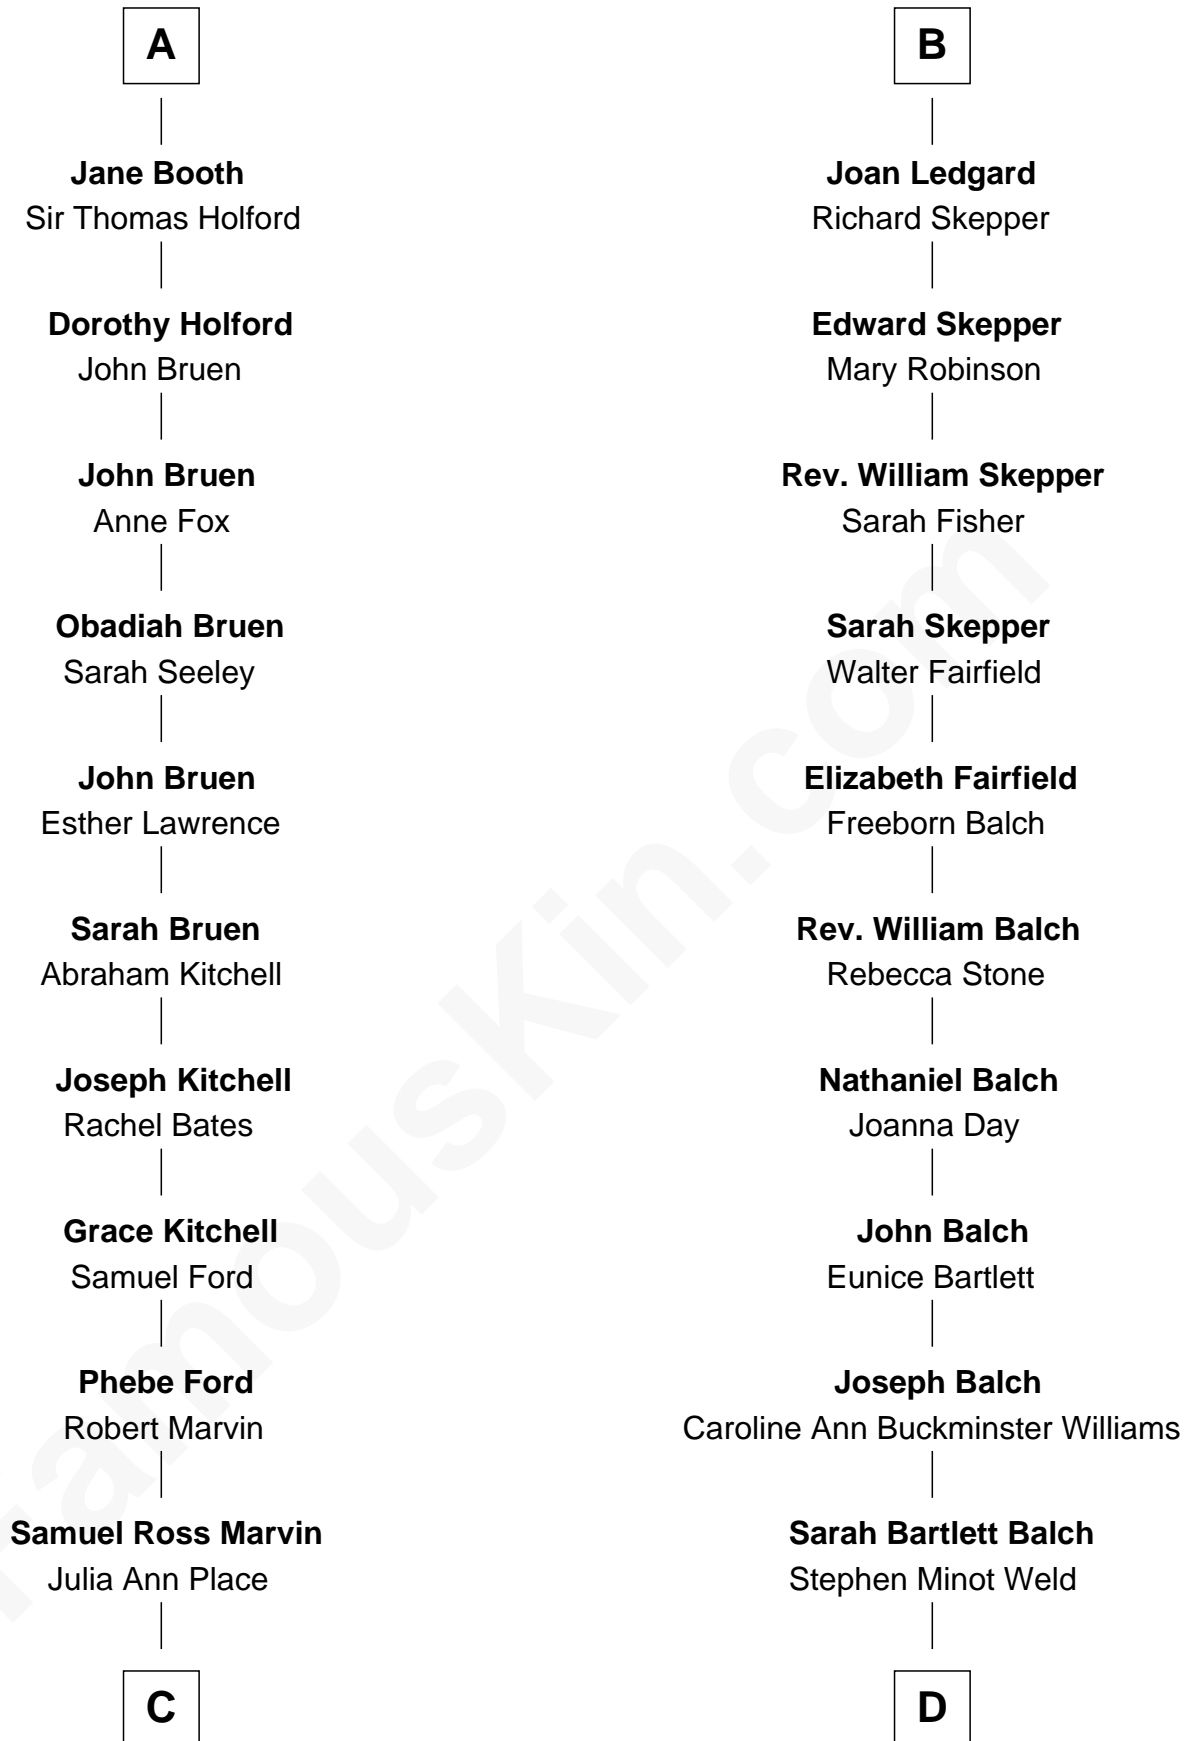 A
Jane Booth
Sir Thomas Holford
Dorothy Holford
John Bruen
John Bruen
Anne Fox
Obadiah Bruen
Sarah Seeley
John Bruen
Esther Lawrence
Sarah Bruen
Abraham Kitchell
Joseph Kitchell
Rachel Bates
Grace Kitchell
Samuel Ford
Phebe Ford
Robert Marvin
Samuel Ross Marvin
Julia Ann Place
C
B
Joan Ledgard
Richard Skepper
Edward Skepper
Mary Robinson
Rev. William Skepper
Sarah Fisher
Sarah Skepper
Walter Fairfield
Elizabeth Fairfield
Freeborn Balch
Rev. William Balch
Rebecca Stone
Nathaniel Balch
Joanna Day
John Balch
Eunice Bartlett
Joseph Balch
Caroline Ann Buckminster Williams
Sarah Bartlett Balch
Stephen Minot Weld
D
FamousKin.com